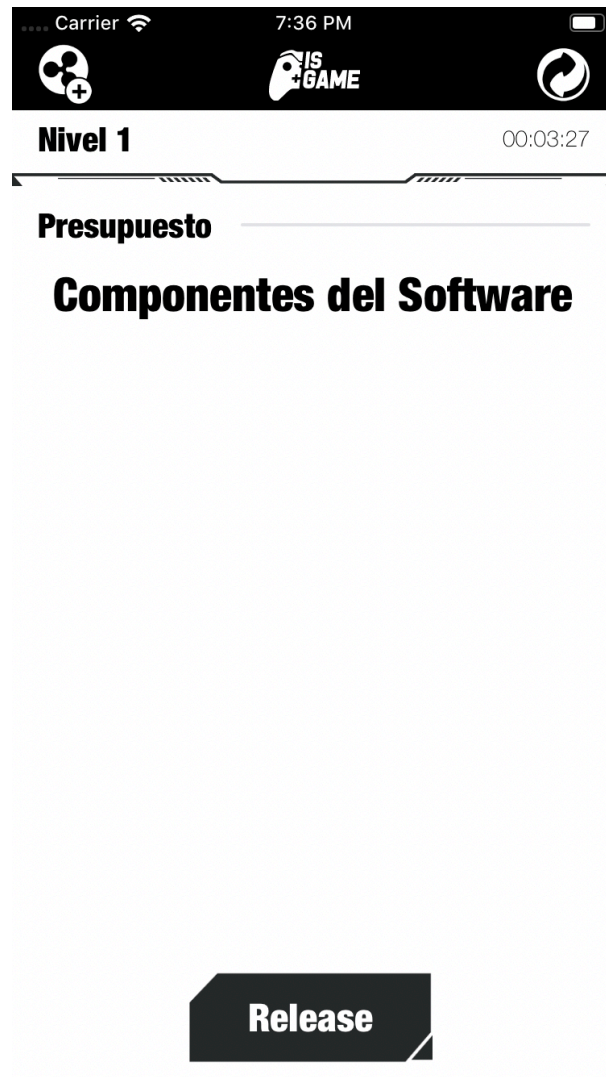 Carrier 7:36 PM
IS
GAME
Nivel 1 00:03:27
Presupuesto
Componentes del Software
Release